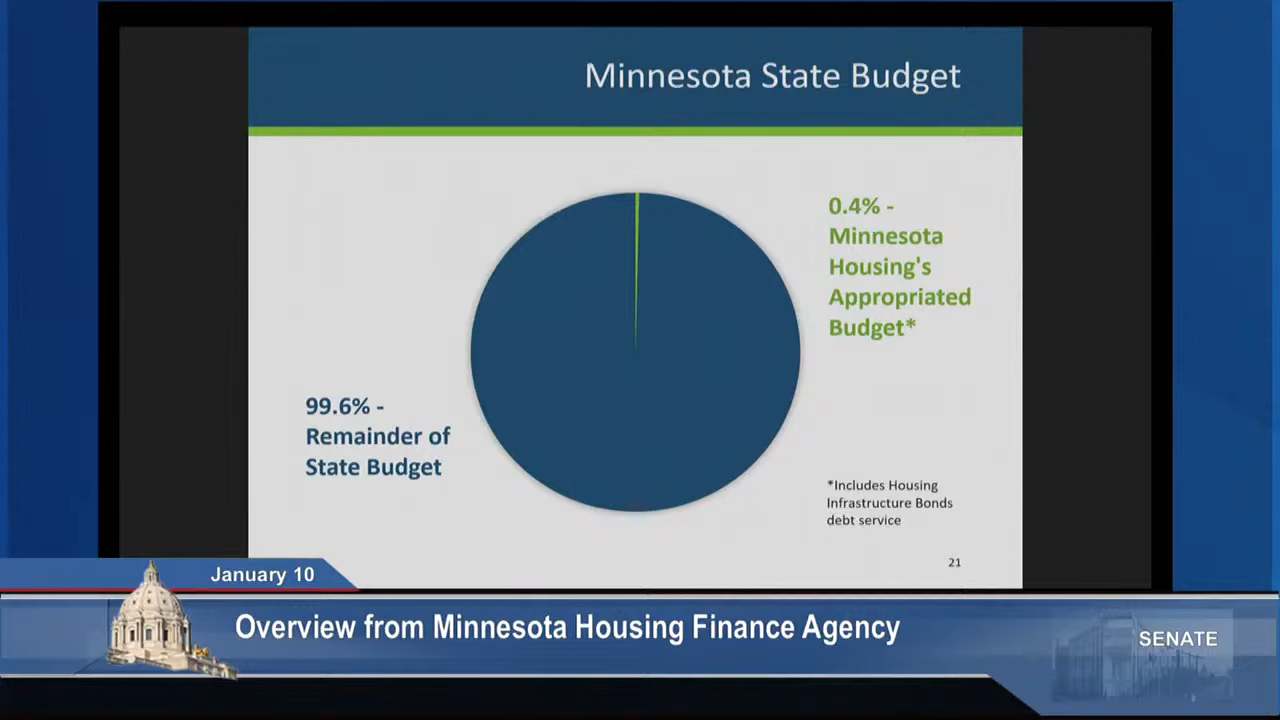 Minnesota State Budget
0.4% -
Minnesota
Housing's
Appropriated
Budget*
99.6% -
Remainder of
State Budget
*Includes Housing
Infrastructure Bonds
debt service
21
January 10
Overview from Minnesota Housing Finance Agency
SENATE